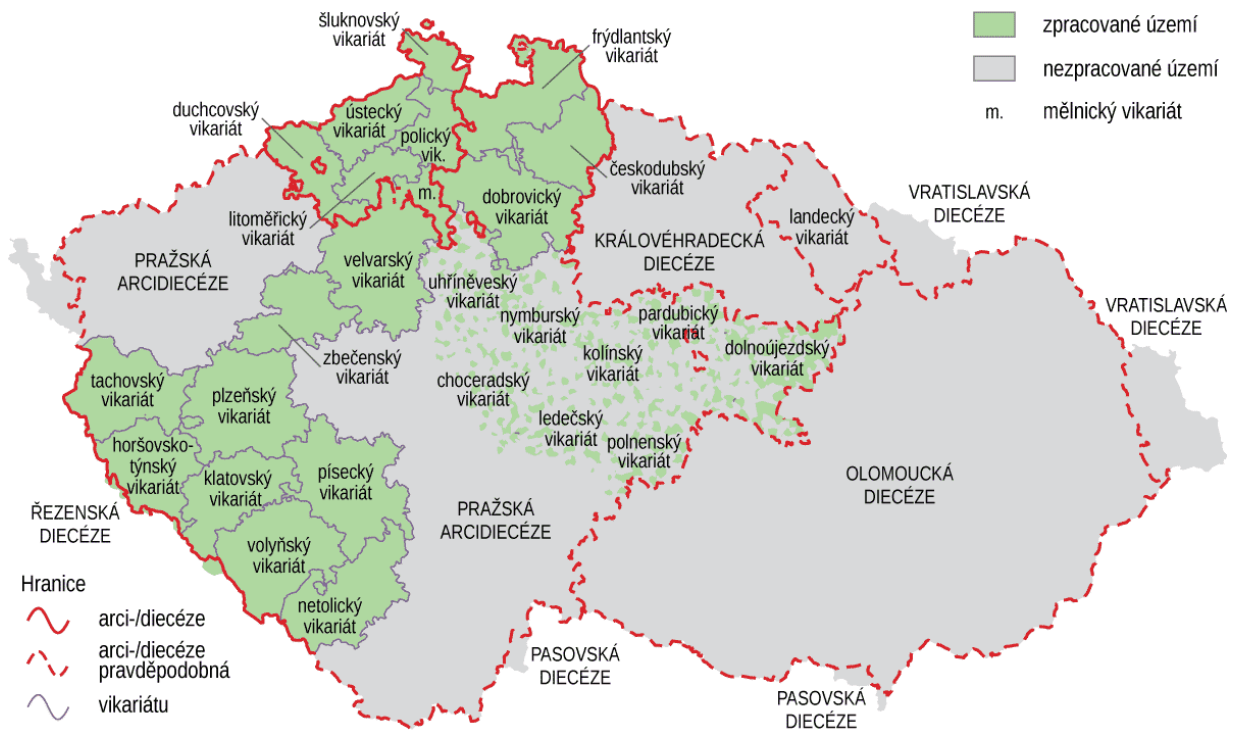 šluknovský
vikariát
frýdlantský
vikariát
zpracované území
nezpracované území
m.
mělnický vikariát
duchcovský
vikariát
ústecký
vikariát
polický
vik.
českodubský
vikariát
m.
dobrovický
vikariát
litoměřický
vikariát
landecký
vikariát
VRATISLAVSKÁ
DIECÉZE
KRÁLOVÉHRADECKÁ
DIECÉZE
PRAŽSKÁ
ARCIDIECÉZE
velvarský
vikariát
uhříněveský
vikariát
VRATISLAVSKÁ
DIECÉZE
nymburský
vikariát
pardubický
vikariát
zbečenský
vikariát
kolínský
vikariát
dolnoújezdský
vikariát
tachovský
vikariát
plzeňský
vikariát
choceradský
vikariát
ledečský
vikariát
polnenský
vikariát
horšovsko-
týnský
vikariát
klatovský
vikariát
písecký
vikariát
OLOMOUCKÁ
DIECÉZE
ŘEZENSKÁ
DIECÉZE
PRAŽSKÁ
ARCIDIECÉZE
volyňský
vikariát
netolický
vikariát
Hranice
arci-/diecéze
arci-/diecéze
pravděpodobná
vikariátu
PASOVSKÁ
DIECÉZE
PASOVSKÁ
DIECÉZE